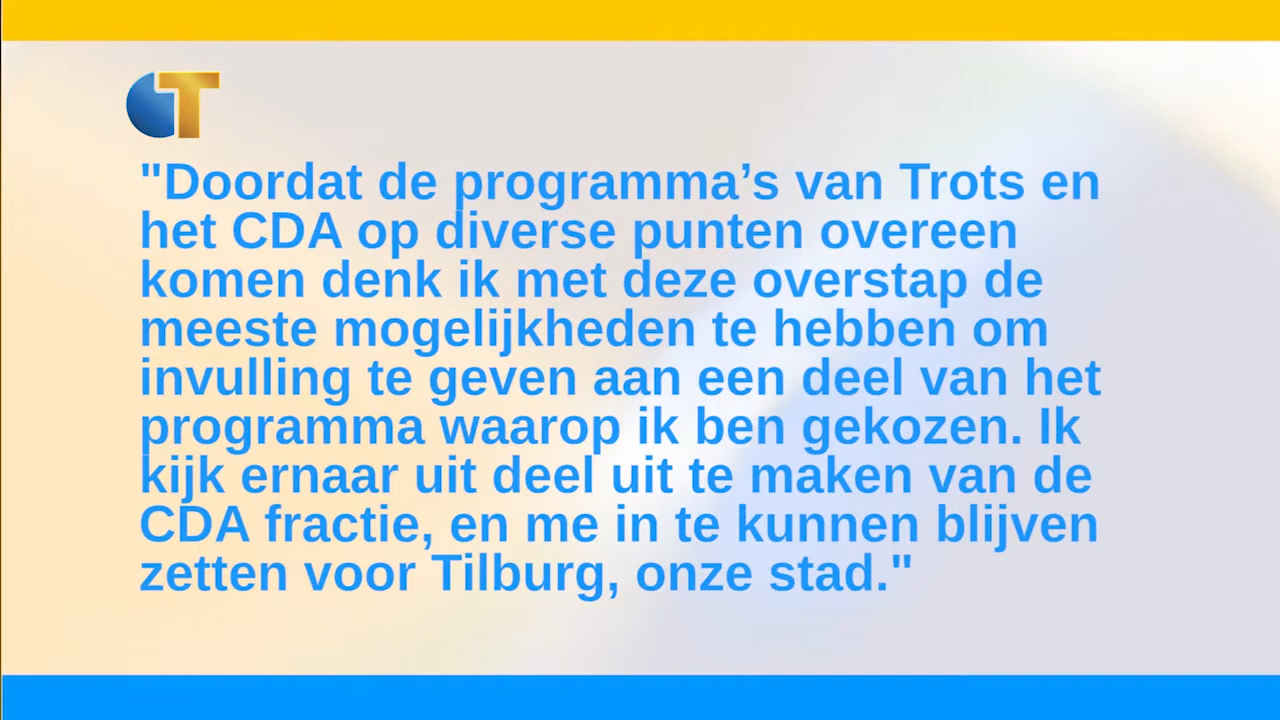 CT
"Doordat de programma’s van Trots en
het CDA op diverse punten overeen
komen denk ik met deze overstap de
meeste mogelijkheden te hebben om
invulling te geven aan een deel van het
programma waarop ik ben gekozen. Ik
kijk ernaar uit deel uit te maken van de
CDA fractie, en me in te kunnen blijven
zetten voor Tilburg, onze stad."